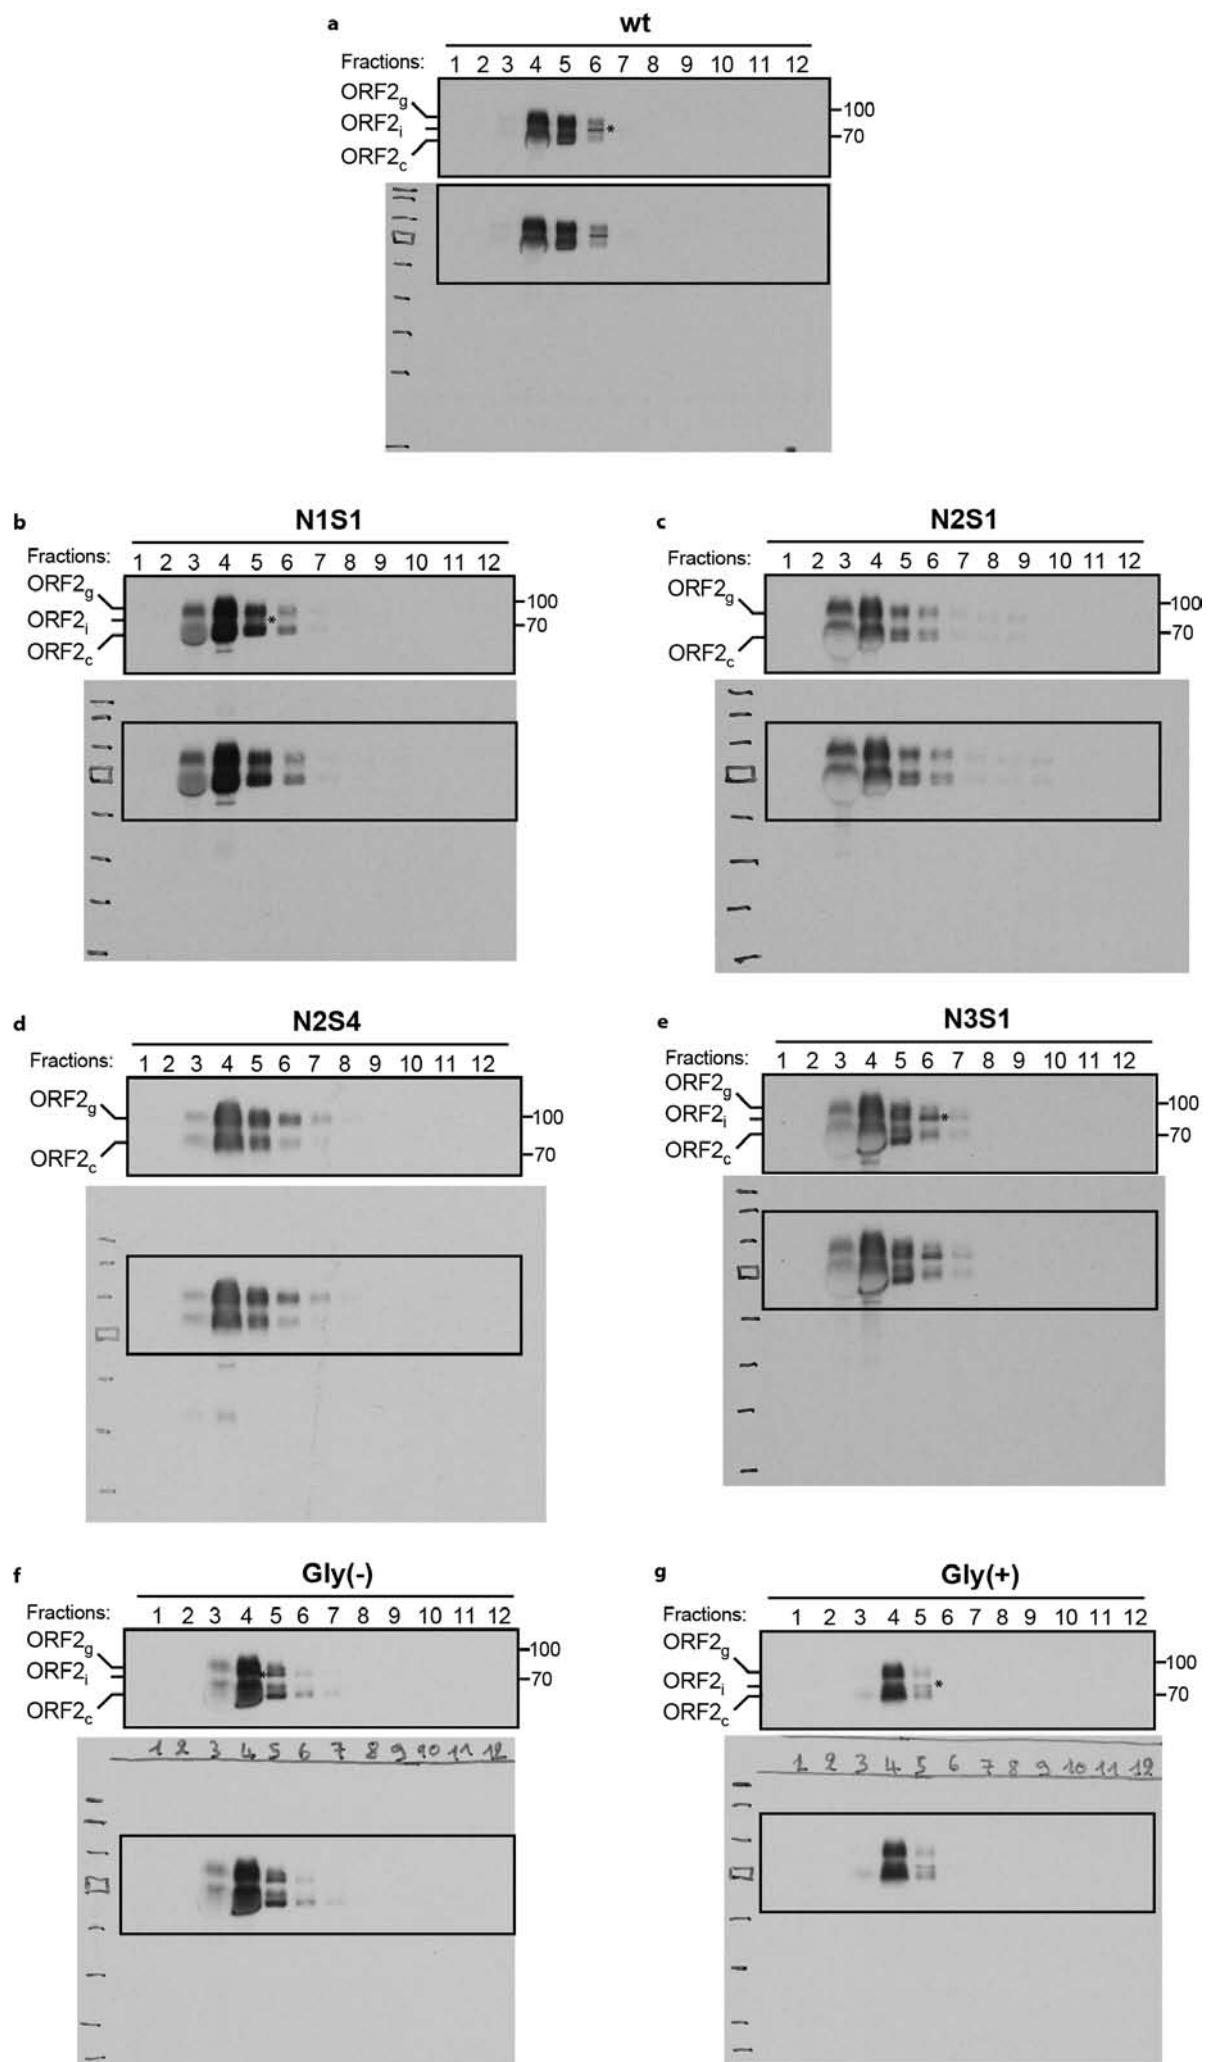 a
wt
Fractions: 1 2 3 4 5 6 7 8 9 10 11 12
ORF2g
ORF2i
ORF2c
*
100
70
b
N1S1
Fractions: 1 2 3 4 5 6 7 8 9 10 11 12
ORF2g
ORF2i
ORF2c
*
100
70
c
N2S1
Fractions: 1 2 3 4 5 6 7 8 9 10 11 12
ORF2g
ORF2c
100
70
d
N2S4
Fractions: 1 2 3 4 5 6 7 8 9 10 11 12
ORF2g
ORF2c
100
70
e
N3S1
Fractions: 1 2 3 4 5 6 7 8 9 10 11 12
ORF2g
ORF2i
ORF2c
*
100
70
f
Gly(-)
Fractions: 1 2 3 4 5 6 7 8 9 10 11 12
ORF2g
ORF2i
ORF2c
*
100
70
1 2 3 4 5 6 7 8 9 10 11 12
g
Gly(+)
Fractions: 1 2 3 4 5 6 7 8 9 10 11 12
ORF2g
ORF2i
ORF2c
*
100
70
1 2 3 4 5 6 7 8 9 10 11 12